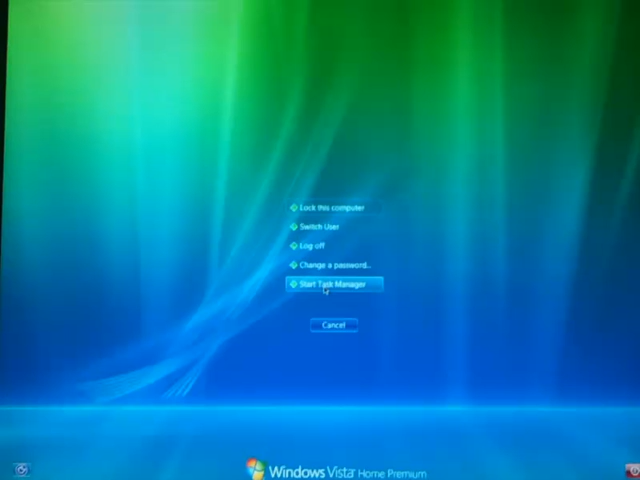 Lock this computer
Switch User
Log off
Change a password...
Start Task Manager
Cancel
Windows Vista Home Premium